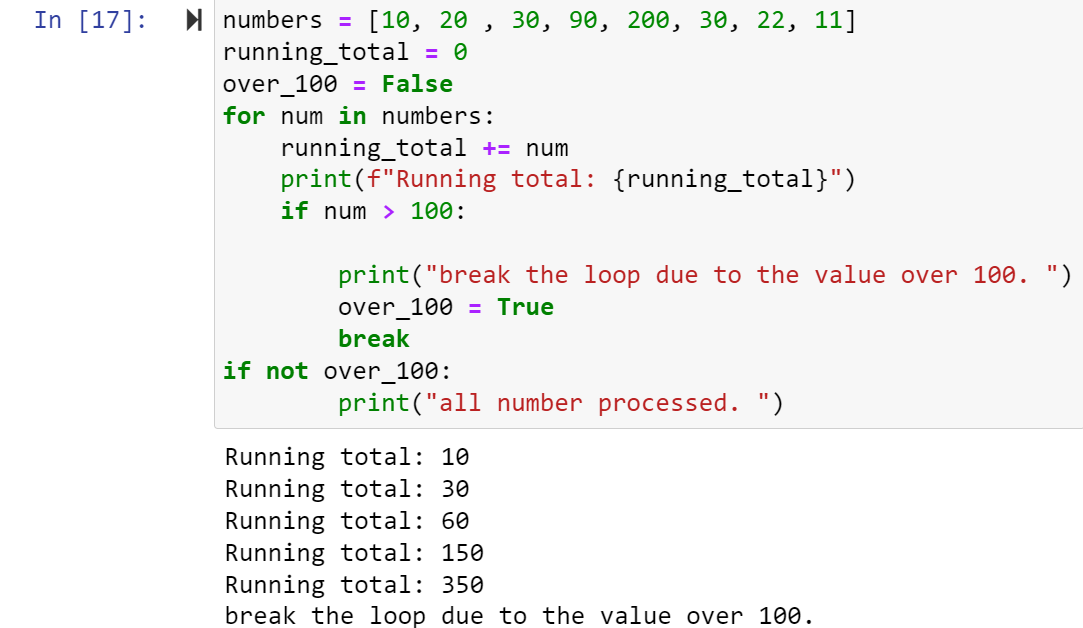 In [17]:
numbers = [10, 20 , 30, 90, 200, 30, 22, 11]
running_total = 0
over_100 = False
for num in numbers:
    running_total += num
    print(f"Running total: {running_total}")
    if num > 100:

        print("break the loop due to the value over 100. ")
        over_100 = True
        break
if not over_100:
        print("all number processed. ")
Running total: 10
Running total: 30
Running total: 60
Running total: 150
Running total: 350
break the loop due to the value over 100.